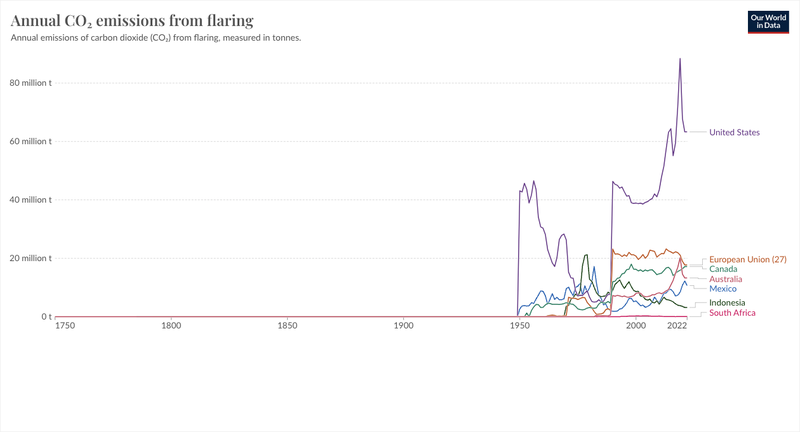 Annual CO₂ emissions from flaring
Annual emissions of carbon dioxide (CO₂) from flaring, measured in tonnes.
Our World
in Data
80 million t
60 million t
40 million t
20 million t
0 t
1750
1800
1850
1900
1950
2000
2022
United States
European Union (27)
Canada
Australia
Mexico
Indonesia
South Africa